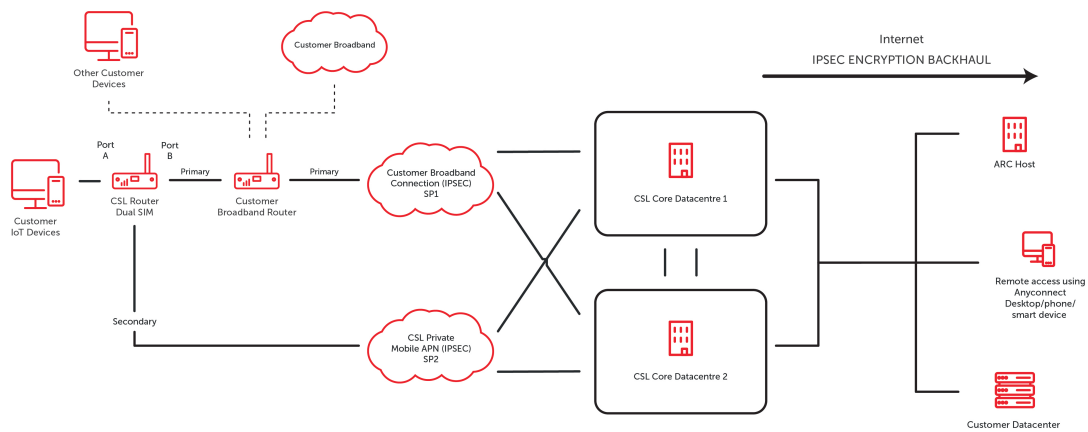 Internet
IPSEC ENCRYPTION BACKHAUL
Customer Broadband
Other Customer
Devices
Port
A
Port
B
Primary
Primary
Customer
IoT Devices
CSL Router
Dual SIM
Customer
Broadband Router
Customer Broadband
Connection (IPSEC)
SP1
CSL Core Datacentre 1
ARC Host
Remote access using
Anyconnect
Desktop/phone/
smart device
Secondary
CSL Private
Mobile APN (IPSEC)
SP2
CSL Core Datacentre 2
Customer Datacenter